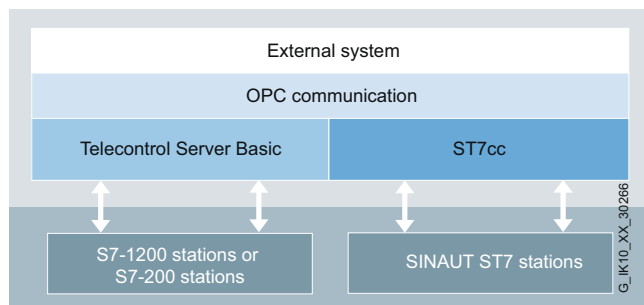 External system
OPC communication
Telecontrol Server Basic
ST7cc
S7-1200 stations or
S7-200 stations
SINAUT ST7 stations
G_IK10_XX_30266